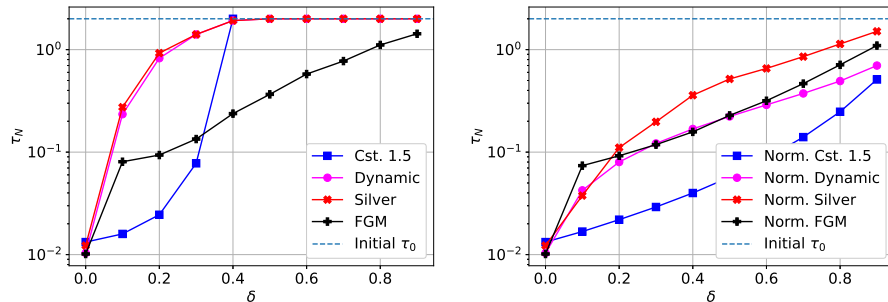 10⁰
10⁻¹
10⁻²
τ_N
0.0 0.2 0.4 0.6 0.8
δ
Cst. 1.5
Dynamic
Silver
FGM
Initial τ₀
10⁰
10⁻¹
10⁻²
τ_N
0.0 0.2 0.4 0.6 0.8
δ
Norm. Cst. 1.5
Norm. Dynamic
Norm. Silver
Norm. FGM
Initial τ₀